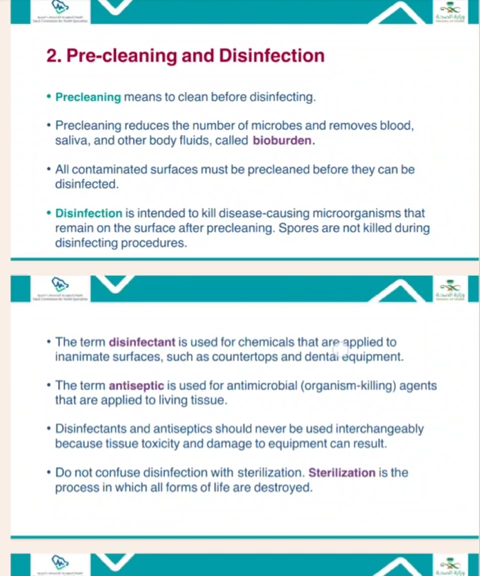 2. Pre-cleaning and Disinfection
• Precleaning means to clean before disinfecting.
• Precleaning reduces the number of microbes and removes blood,
saliva, and other body fluids, called bioburden.
• All contaminated surfaces must be precleaned before they can be
disinfected.
• Disinfection is intended to kill disease-causing microorganisms that
remain on the surface after precleaning. Spores are not killed during
disinfecting procedures.
• The term disinfectant is used for chemicals that are applied to
inanimate surfaces, such as countertops and dental equipment.
• The term antiseptic is used for antimicrobial (organism-killing) agents
that are applied to living tissue.
• Disinfectants and antiseptics should never be used interchangeably
because tissue toxicity and damage to equipment can result.
• Do not confuse disinfection with sterilization. Sterilization is the
process in which all forms of life are destroyed.